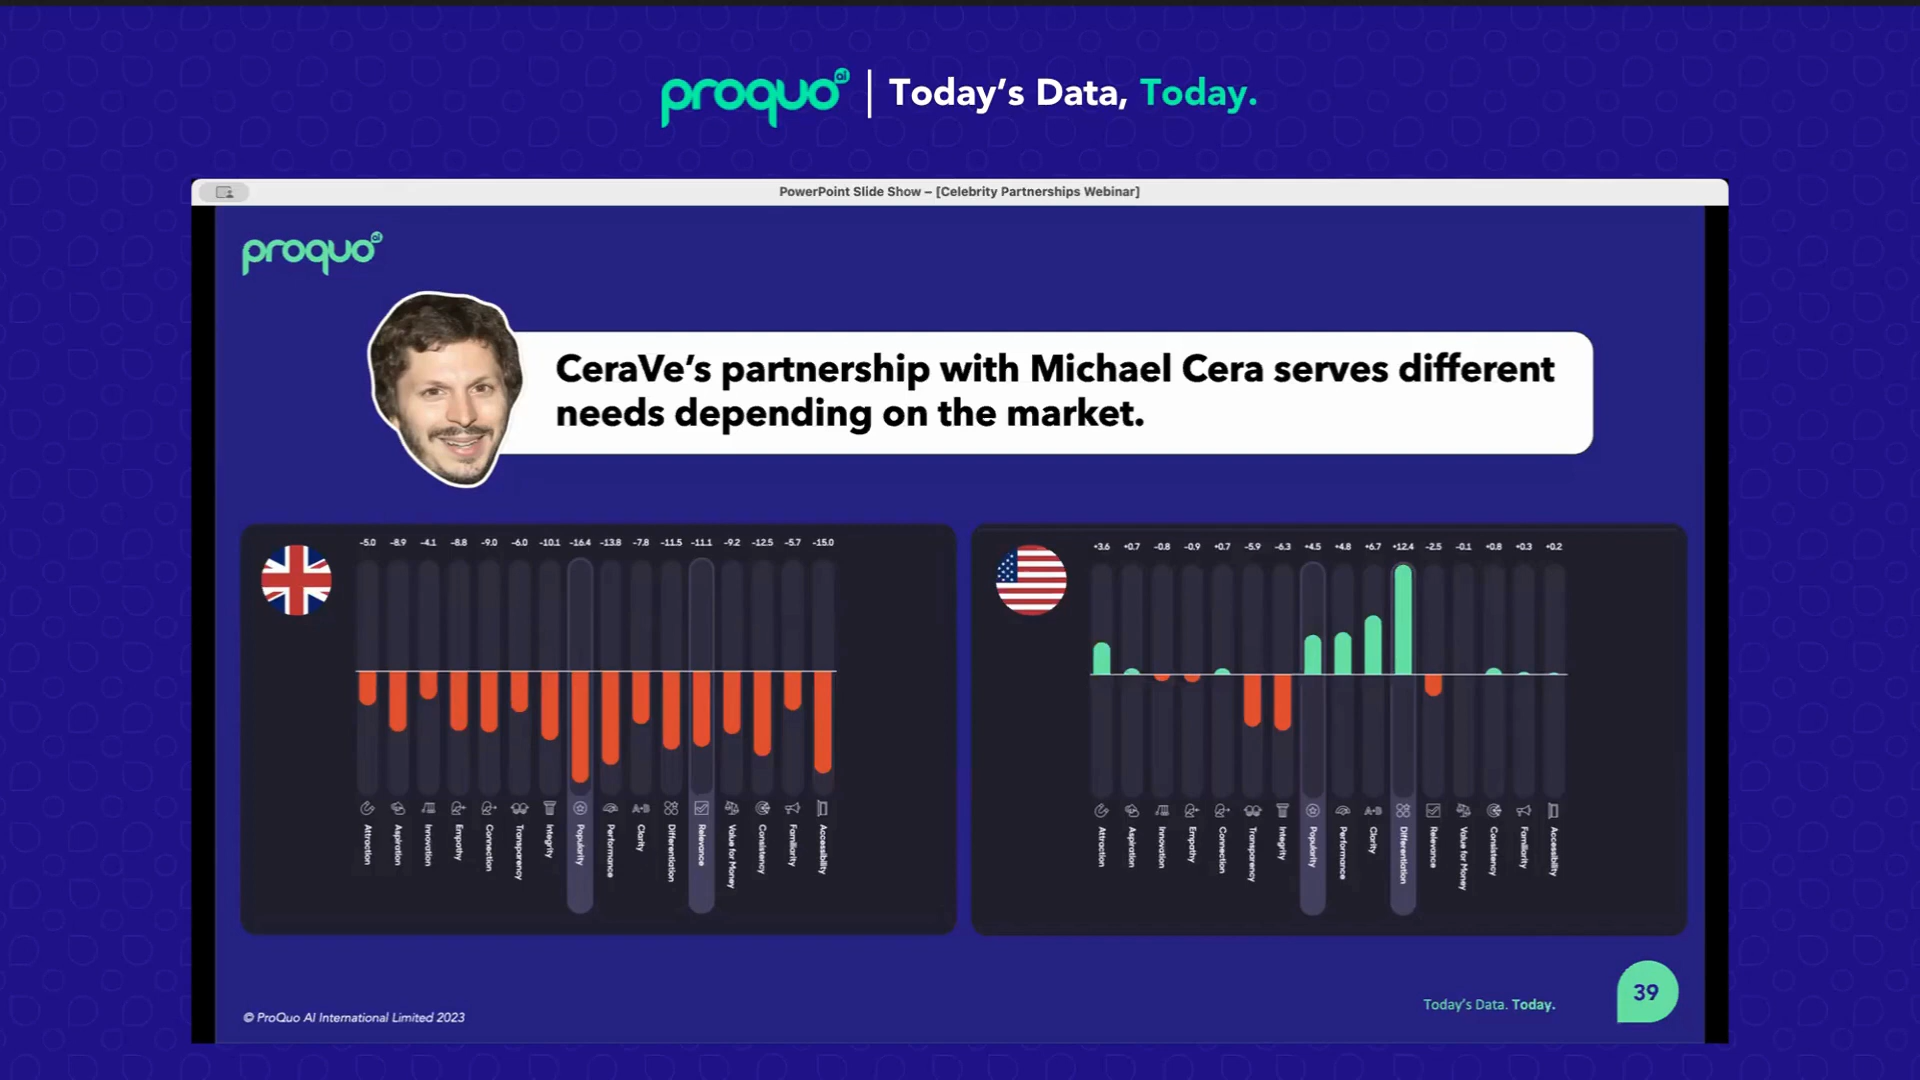 proquo ai | Today's Data, Today.
PowerPoint Slide Show – [Celebrity Partnerships Webinar]
proquo ai
CeraVe's partnership with Michael Cera serves different
needs depending on the market.
-5.0 -8.9 -4.1 -8.8 -9.0 -6.0 -10.1 -16.4 -13.8 -7.8 -11.5 -11.1 -9.2 -12.5 -5.7 -15.0
A>B
Attraction
Aspiration
Innovation
Empathy
Connection
Transparency
Integrity
Popularity
Performance
Clarity
Differentiation
Relevance
Value for Money
Consistency
Familiarity
Accessibility
+3.6 +0.7 -0.8 -0.9 +0.7 -5.9 -6.3 +4.5 +4.8 +6.7 +12.4 -2.5 -0.1 +0.8 +0.3 +0.2
A>B
Attraction
Aspiration
Innovation
Empathy
Connection
Transparency
Integrity
Popularity
Performance
Clarity
Differentiation
Relevance
Value for Money
Consistency
Familiarity
Accessibility
© ProQuo AI International Limited 2023
Today's Data. Today.
39